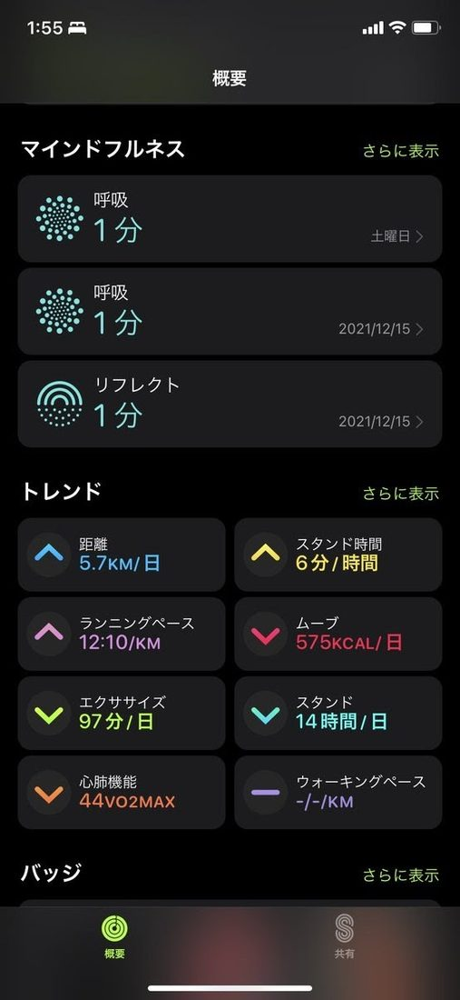 1:55
概要
マインドフルネス さらに表示
呼吸
1分
土曜日
呼吸
1分
2021/12/15
リフレクト
1分
2021/12/15
トレンド さらに表示
距離
5.7KM/日
スタンド時間
6分/時間
ランニングペース
12:10/KM
ムーブ
575KCAL/日
エクササイズ
97分/日
スタンド
14時間/日
心肺機能
44VO2MAX
ウォーキングペース
-/-/KM
バッジ さらに表示
概要
共有